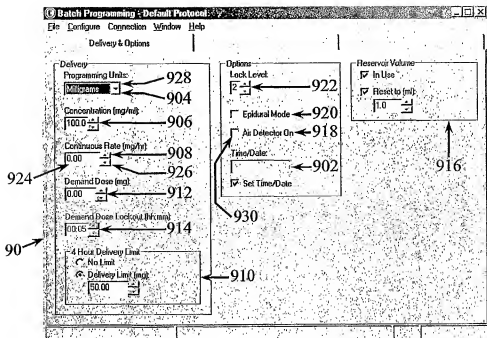 Batch Programming - Default Protocol
File Configure Connection Window Help
Delivery & Options
Delivery
Programming Units:
Milligrams
Concentration (mg/ml):
100.0
Continuous Rate (mg/hr)
0.00
Demand Dose (mg)
0.00
Demand Dose Lockout (hh:mm)
00:05
4 Hour Delivery Limit
No Limit
Delivery Limit (mg):
50.00
Options
Lock Level:
2
Epidural Mode
Air Detector On
Time/Date:
Set Time/Date
Reservoir Volume
In Use
Reset to (ml):
1.0
928
904
906
908
924
926
912
914
90
910
922
920
918
902
930
916